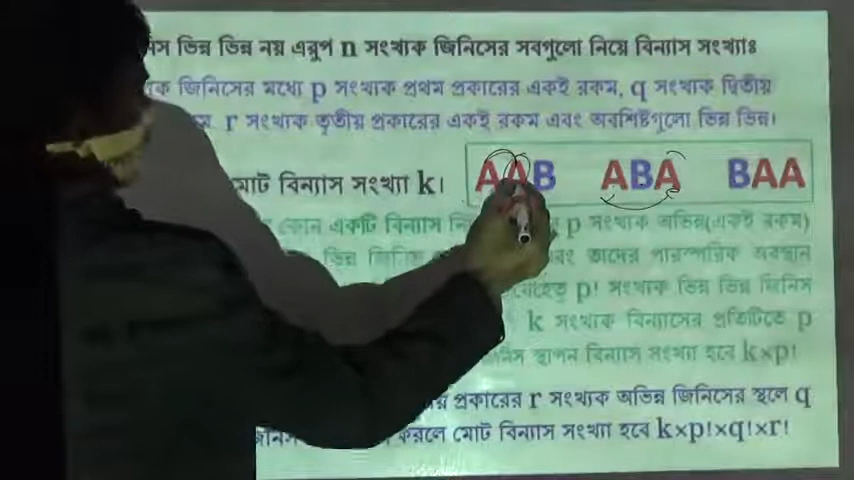 ভিন্ন ভিন্ন নয় এরুপ n সংখ্যক জিনিসের সবগুলো নিয়ে বিন্যাস সংখ্যাঃ
জিনিসের মধ্যে p সংখ্যক প্রথম প্রকারের একই রকম, q সংখ্যক দ্বিতীয়
r সংখ্যক তৃতীয় প্রকারের একই রকম এবং অবশিষ্টগুলো ভিন্ন ভিন্ন।
বিন্যাস সংখ্যা k। AAB ABA BAA
কোন একটি বিন্যাস p সংখ্যক অভিন্ন(একই রকম)
ভিন্ন জিনিস এবং তাদের পারস্পরিক অবস্থান
যেহেতু p! সংখ্যক ভিন্ন ভিন্ন জিনিস
k সংখ্যক বিন্যাসের প্রতিটিতে p
স্থাপন বিন্যাস সংখ্যা হবে k×p!
প্রকারের r সংখ্যক অভিন্ন জিনিসের স্থলে q
করলে মোট বিন্যাস সংখ্যা হবে k×p!×q!×r!